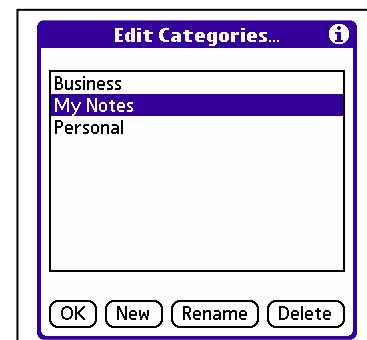 Edit Categories...
Business
My Notes
Personal
OK New Rename Delete